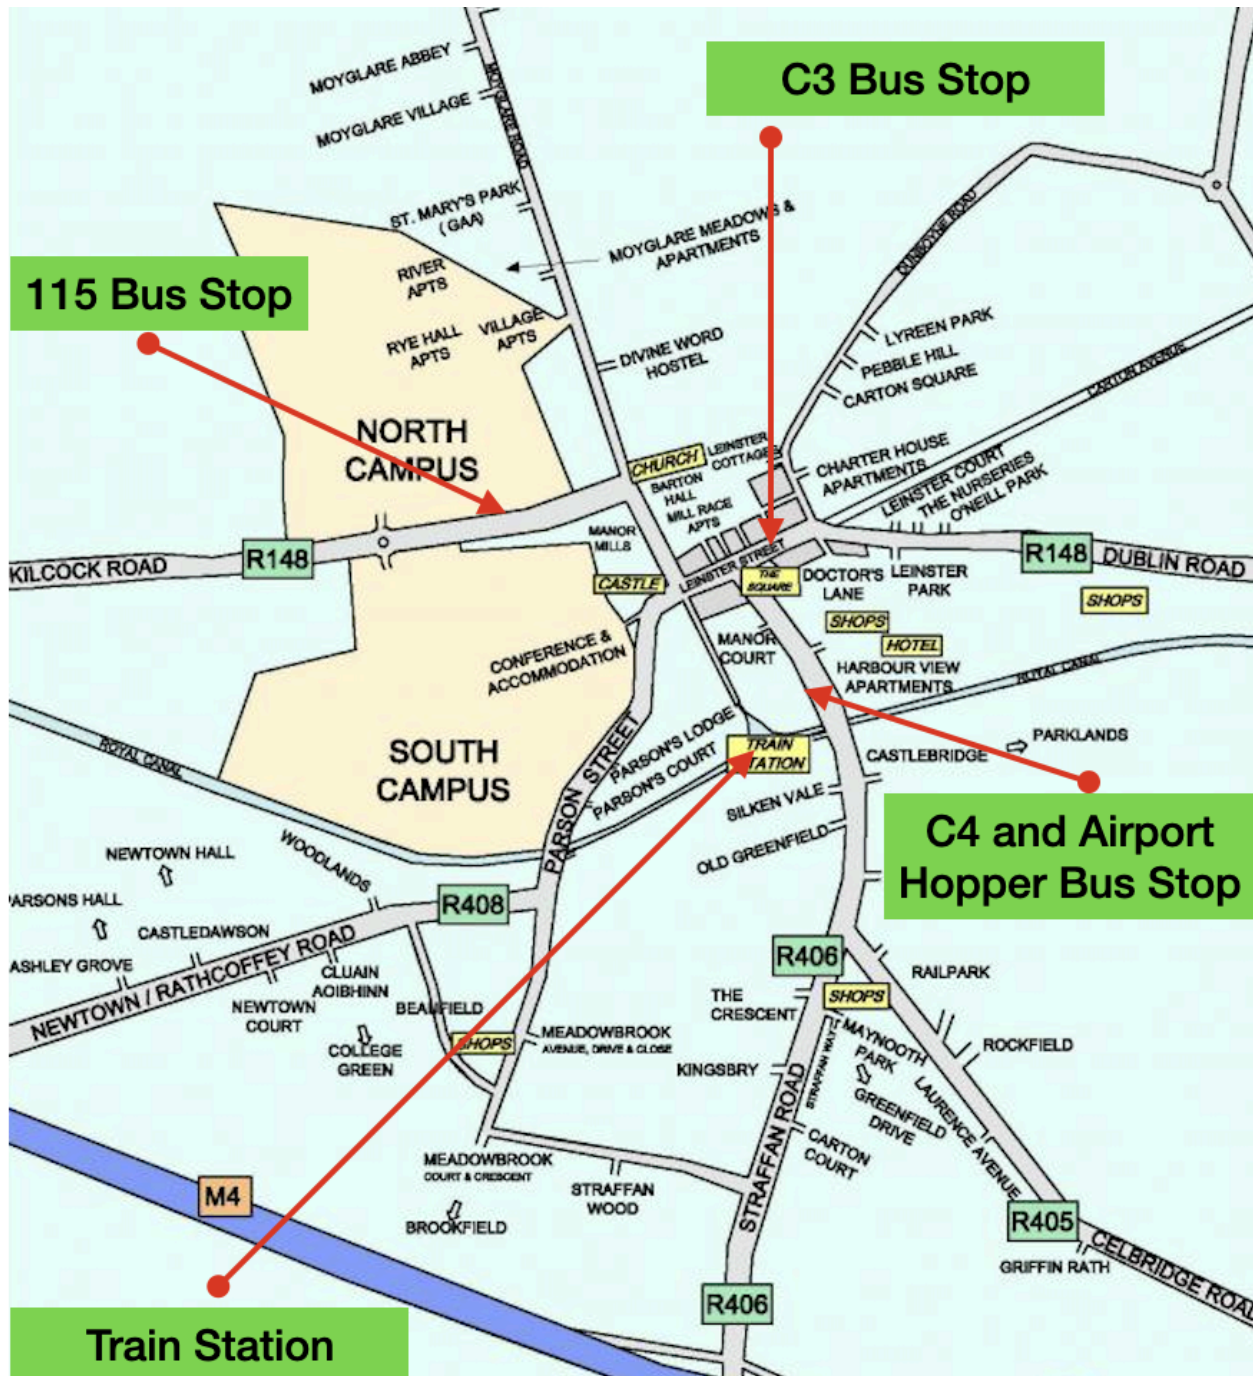 MOYGLARE ABBEY
MOYGLARE VILLAGE
MOYGLARE ROAD
C3 Bus Stop
ST. MARY'S PARK
( GAA)
MOYGLARE MEADOWS &
APARTMENTS
DUNBOYNE ROAD
115 Bus Stop
RIVER
APTS
RYE HALL
APTS
VILLAGE
APTS
DIVINE WORD
HOSTEL
LYREEN PARK
PEBBLE HILL
CARTON SQUARE
CARTON AVENUE
NORTH
CAMPUS
CHURCH
LEINSTER
COTTAGES
BARTON
HALL
MILL RACE
APTS
CHARTER HOUSE
APARTMENTS
LEINSTER COURT
THE NURSERIES
O'NEILL PARK
MANOR
MILLS
KILCOCK ROAD
R148
LEINSTER STREET
CASTLE
THE
SQUARE
DOCTOR'S
LANE
LEINSTER
PARK
R148
DUBLIN ROAD
SHOPS
SHOPS
HOTEL
CONFERENCE &
ACCOMMODATION
MANOR
COURT
HARBOUR VIEW
APARTMENTS
ROYAL CANAL
ROYAL CANAL
SOUTH
CAMPUS
PARSON STREET
PARSON'S LODGE
PARSON'S COURT
TRAIN
STATION
CASTLEBRIDGE
PARKLANDS
SILKEN VALE
OLD GREENFIELD
C4 and Airport
Hopper Bus Stop
NEWTOWN HALL
WOODLANDS
PARSONS HALL
R408
CASTLEDAWSON
ASHLEY GROVE
NEWTOWN / RATHCOFFEY ROAD
CLUAIN
AOIBHINN
NEWTOWN
COURT
BEAUFIELD
COLLEGE
GREEN
SHOPS
MEADOWBROOK
AVENUE, DRIVE & CLOSE
R406
RAILPARK
THE
CRESCENT
SHOPS
MAYNOOTH
PARK
ROCKFIELD
KINGSBRY
STRAFFAN WAY
GREENFIELD
DRIVE
LAURENCE AVENUE
STRAFFAN ROAD
CARTON
COURT
MEADOWBROOK
COURT & CRESCENT
STRAFFAN
WOOD
BROOKFIELD
M4
R405
CELBRIDGE ROAD
GRIFFIN RATH
R406
Train Station